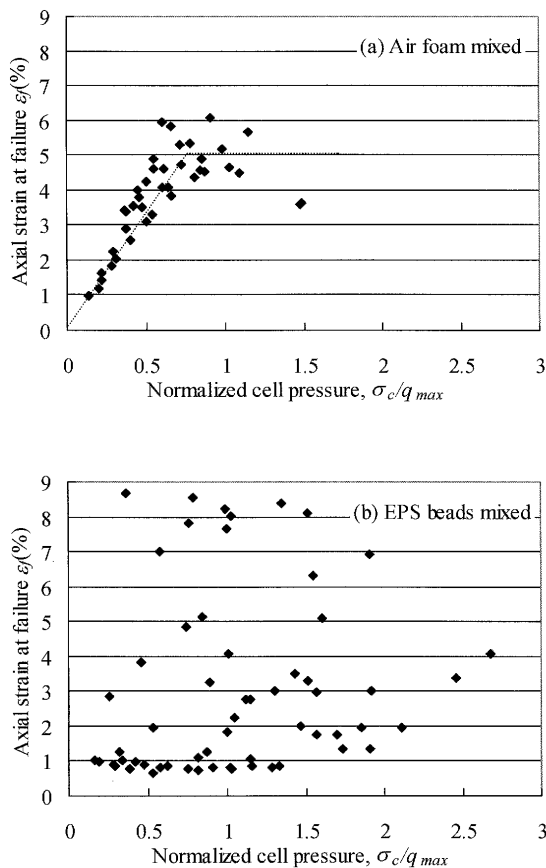 9
(a) Air foam mixed
8
7
6
5
4
3
2
1
0
Axial strain at failure εf(%)
0 0.5 1 1.5 2 2.5 3
Normalized cell pressure, σc/qmax
9
(b) EPS beads mixed
8
7
6
5
4
3
2
1
0
Axial strain at failure εf(%)
0 0.5 1 1.5 2 2.5 3
Normalized cell pressure, σc/qmax